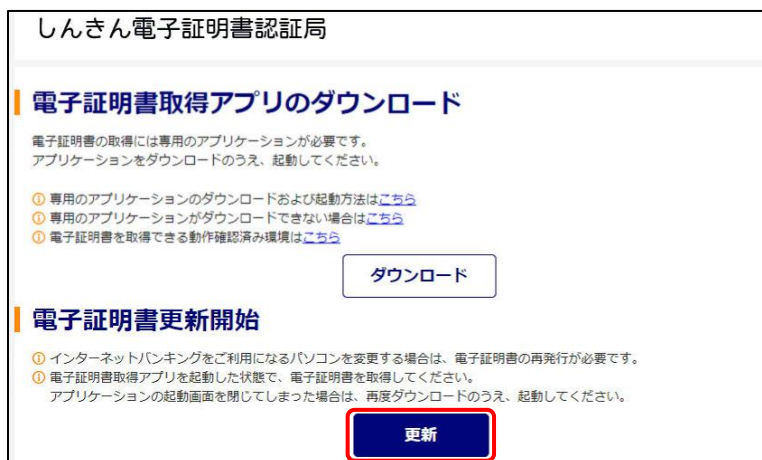 しんきん電子証明書認証局
電子証明書取得アプリのダウンロード
電子証明書の取得には専用のアプリケーションが必要です。
アプリケーションをダウンロードのうえ、起動してください。
専用のアプリケーションのダウンロードおよび起動方法はこちら
専用のアプリケーションがダウンロードできない場合はこちら
電子証明書を取得できる動作確認済み環境はこちら
ダウンロード
電子証明書更新開始
インターネットバンキングをご利用になるパソコンを変更する場合は、電子証明書の再発行が必要です。
電子証明書取得アプリを起動した状態で、電子証明書を取得してください。
アプリケーションの起動画面を閉じてしまった場合は、再度ダウンロードのうえ、起動してください。
更新